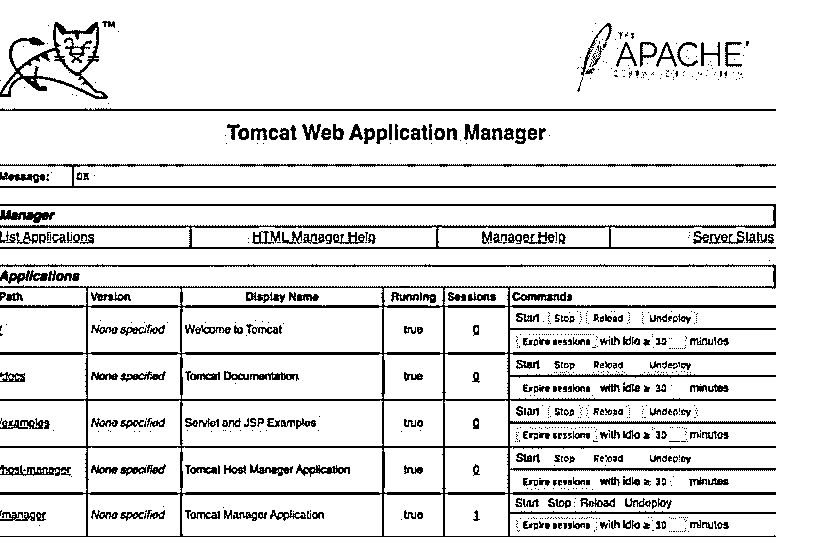 TM
THE
APACHE
Tomcat Web Application Manager
Message: OK
Manager
List Applications HTML Manager Help Manager Help Server Status
Applications
Path Version Display Name Running Sessions Commands
/ None specified Welcome to Tomcat true 0 Start Stop Reload Undeploy
Expire sessions with idle ≥ 30 minutes
/docs None specified Tomcat Documentation true 0 Start Stop Reload Undeploy
Expire sessions with idle ≥ 30 minutes
/examples None specified Servlet and JSP Examples true 0 Start Stop Reload Undeploy
Expire sessions with idle ≥ 30 minutes
/host-manager None specified Tomcat Host Manager Application true 0 Start Stop Reload Undeploy
Expire sessions with idle ≥ 30 minutes
/manager None specified Tomcat Manager Application true 1 Start Stop Reload Undeploy
Expire sessions with idle ≥ 30 minutes